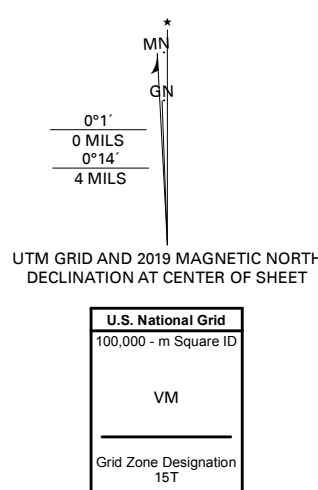 ★
MN
GN
0°1´
0 MILS
0°14´
4 MILS
UTM GRID AND 2019 MAGNETIC NORTH
DECLINATION AT CENTER OF SHEET
U.S. National Grid
100,000 - m Square ID
VM
Grid Zone Designation
15T